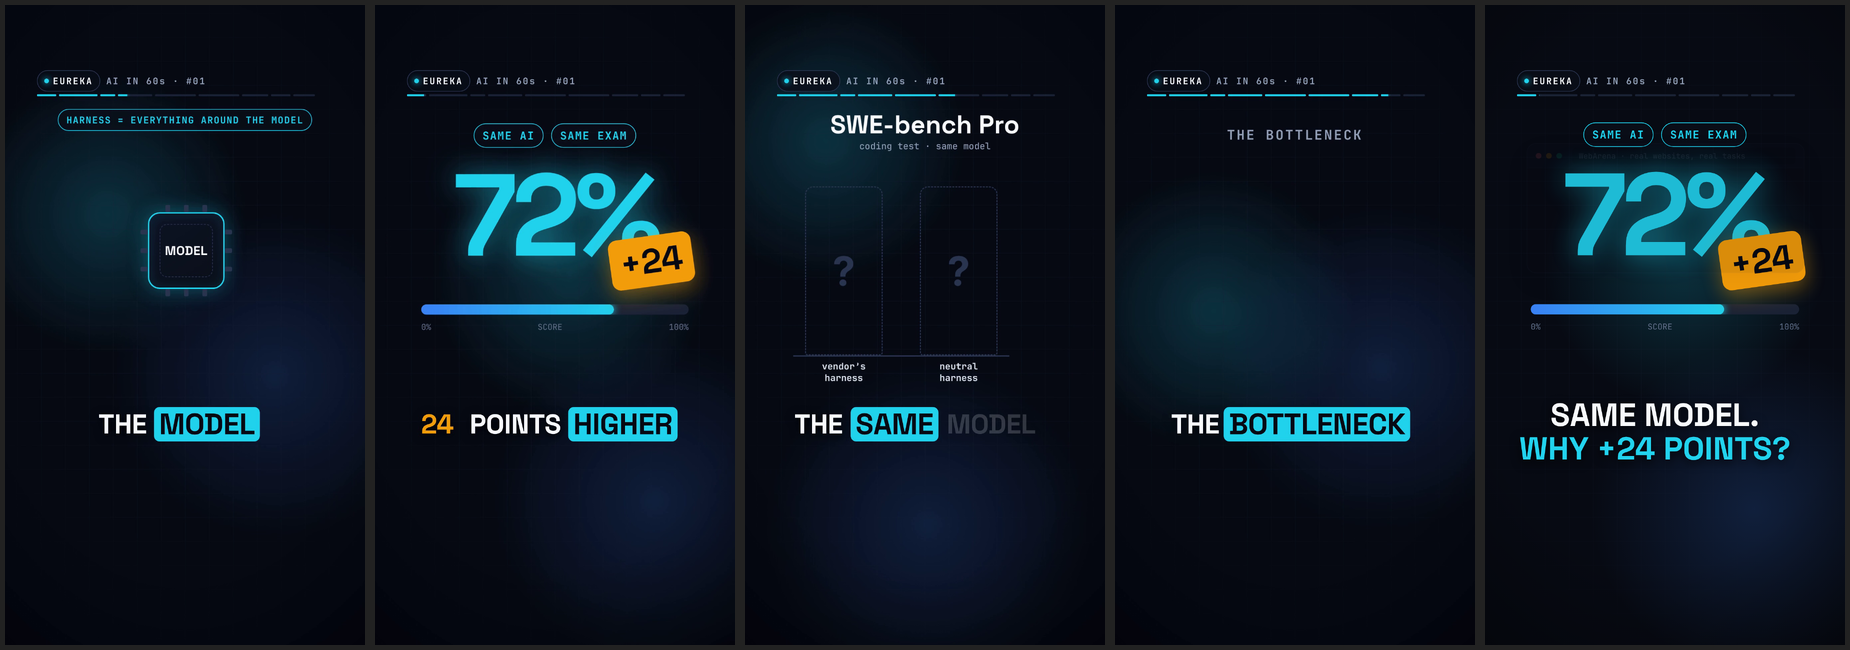 EUREKA AI IN 60s · #01
HARNESS = EVERYTHING AROUND THE MODEL
MODEL
THE MODEL
EUREKA AI IN 60s · #01
SAME AI SAME EXAM
72%
+24
0% SCORE 100%
24 POINTS HIGHER
EUREKA AI IN 60s · #01
SWE-bench Pro
coding test · same model
? ?
vendor's neutral
harness harness
THE SAME MODEL
EUREKA AI IN 60s · #01
THE BOTTLENECK
THE BOTTLENECK
EUREKA AI IN 60s · #01
SAME AI SAME EXAM
72%
+24
0% SCORE 100%
SAME MODEL.
WHY +24 POINTS?